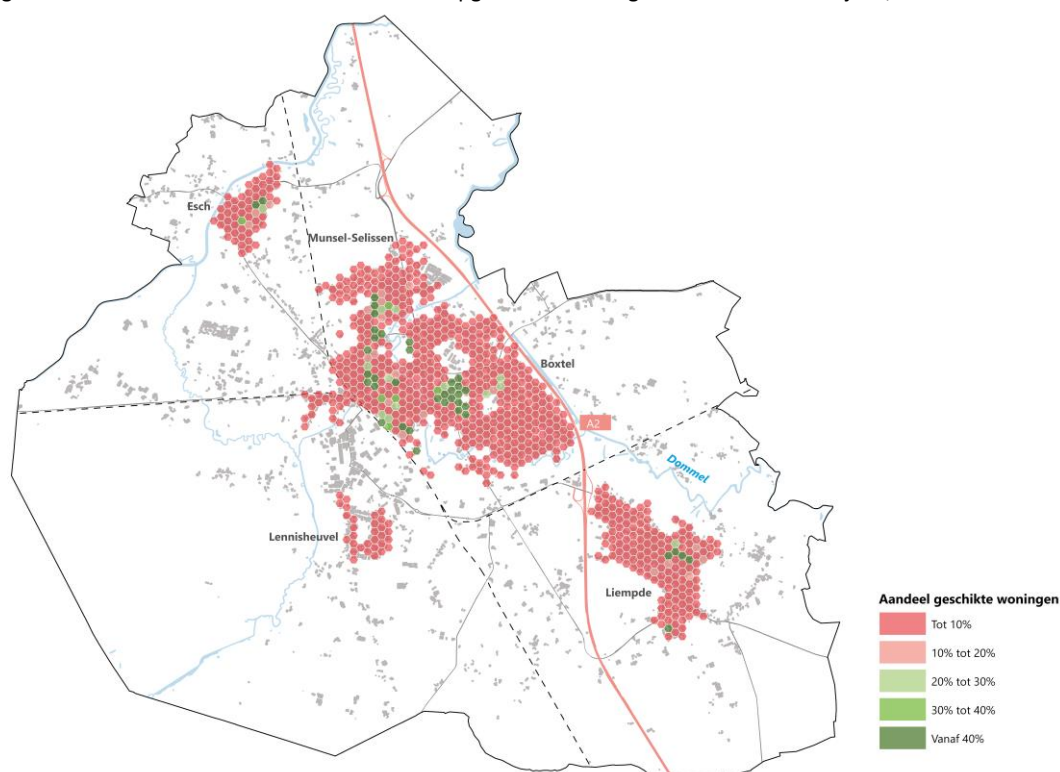 Esch
Munsel-Selissen
Boxtel
A2
Dommel
Lennisheuvel
Liempde
Aandeel geschikte woningen
Tot 10%
10% tot 20%
20% tot 30%
30% tot 40%
Vanaf 40%